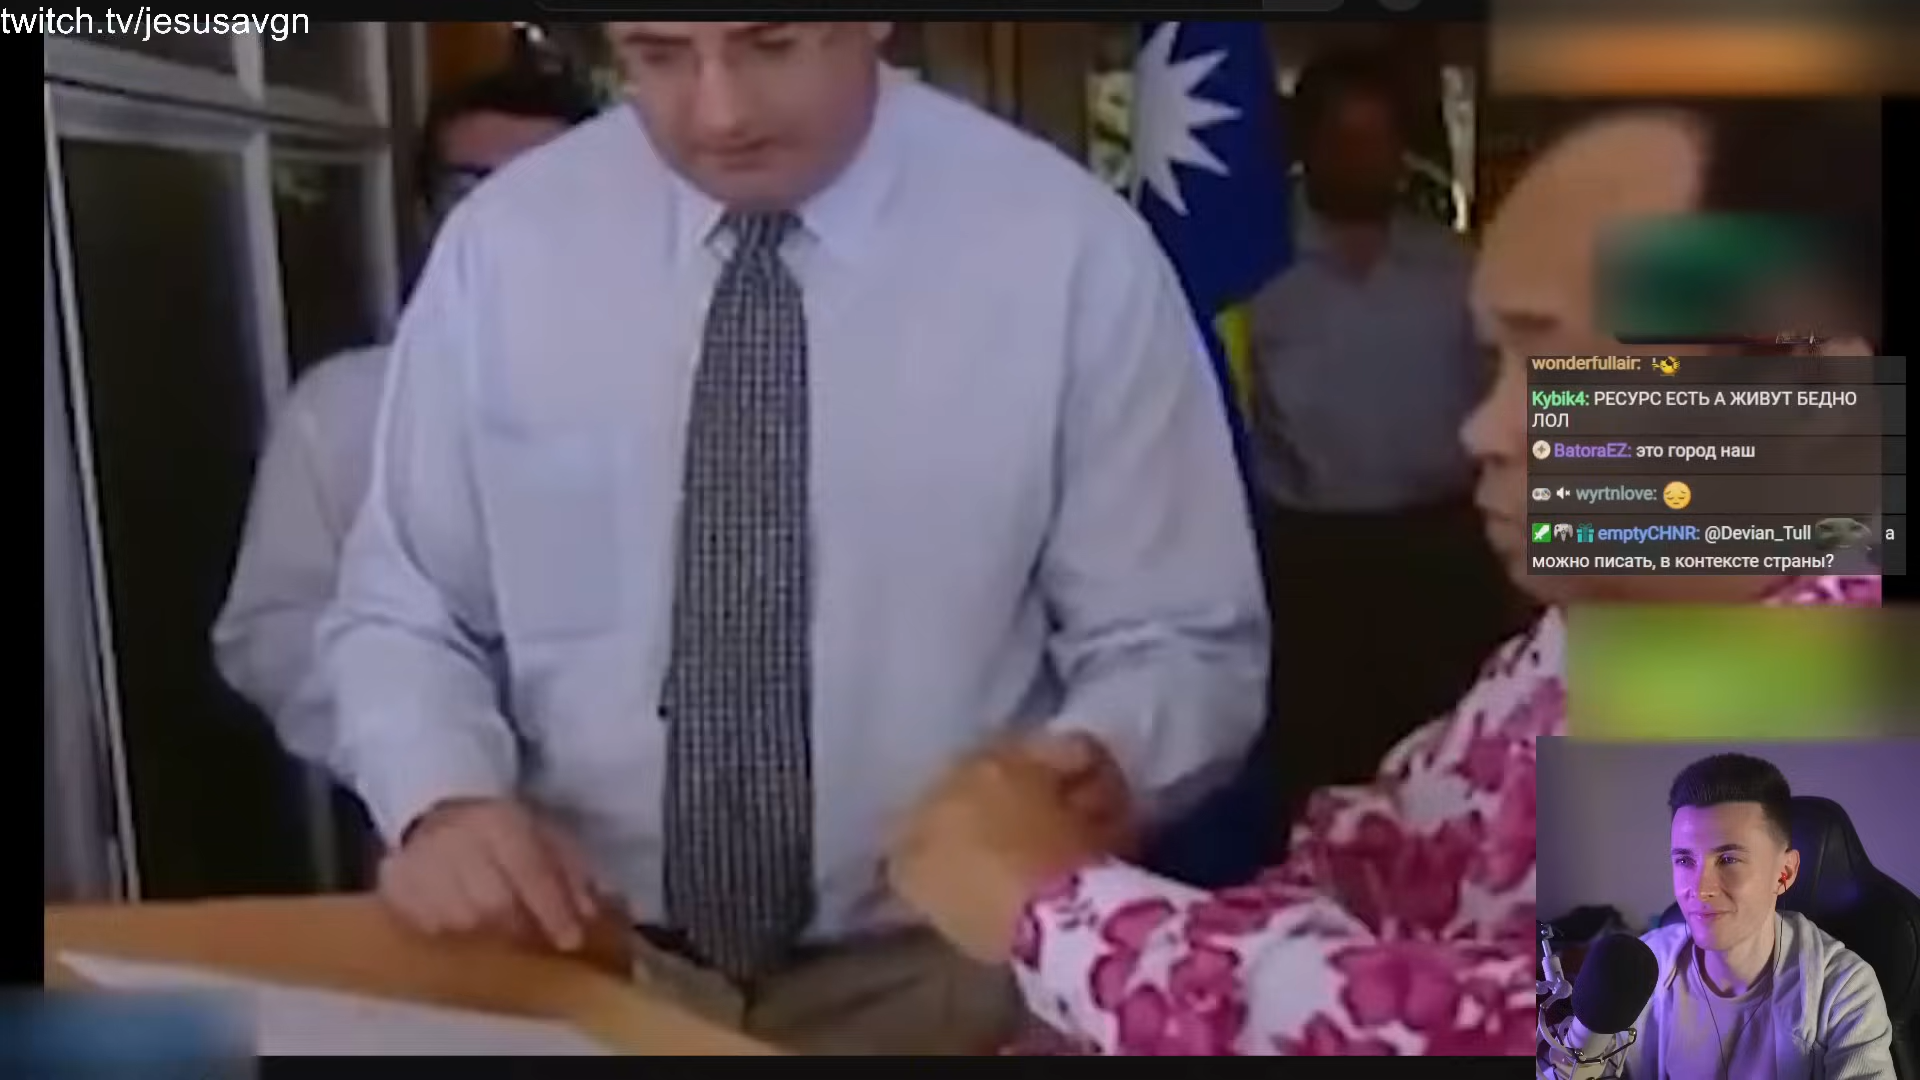 twitch.tv/jesusavgn
wonderfullair:
Kybik4: РЕСУРС ЕСТЬ А ЖИВУТ БЕДНО
ЛОЛ
BatoraEZ: это город наш
wyrtnlove:
emptyCHNR: @Devian_Tull а
можно писать, в контексте страны?